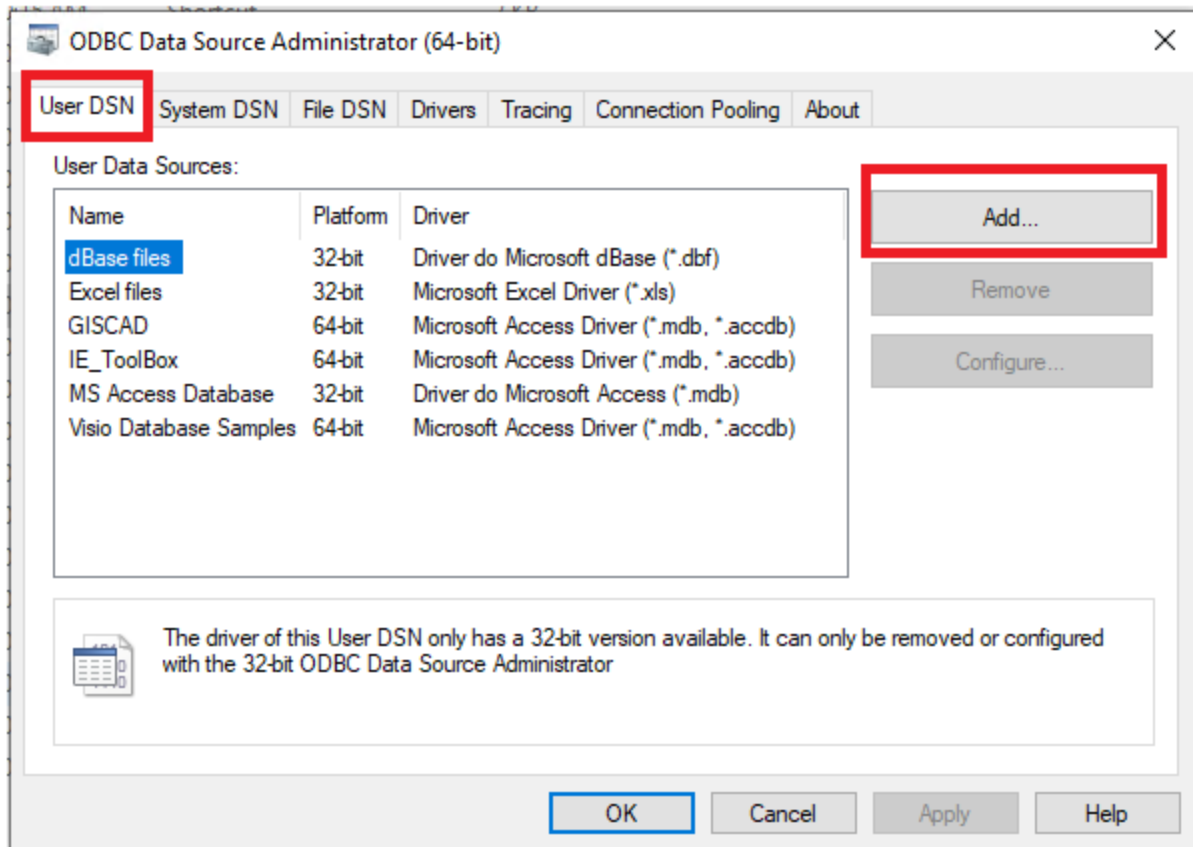 Shortcut
ODBC Data Source Administrator (64-bit)
User DSN System DSN File DSN Drivers Tracing Connection Pooling About
User Data Sources:
Name Platform Driver
dBase files 32-bit Driver do Microsoft dBase (*.dbf)
Excel files 32-bit Microsoft Excel Driver (*.xls)
GISCAD 64-bit Microsoft Access Driver (*.mdb, *.accdb)
IE_ToolBox 64-bit Microsoft Access Driver (*.mdb, *.accdb)
MS Access Database 32-bit Driver do Microsoft Access (*.mdb)
Visio Database Samples 64-bit Microsoft Access Driver (*.mdb, *.accdb)
Add...
Remove
Configure...
The driver of this User DSN only has a 32-bit version available. It can only be removed or configured
with the 32-bit ODBC Data Source Administrator
OK Cancel Apply Help